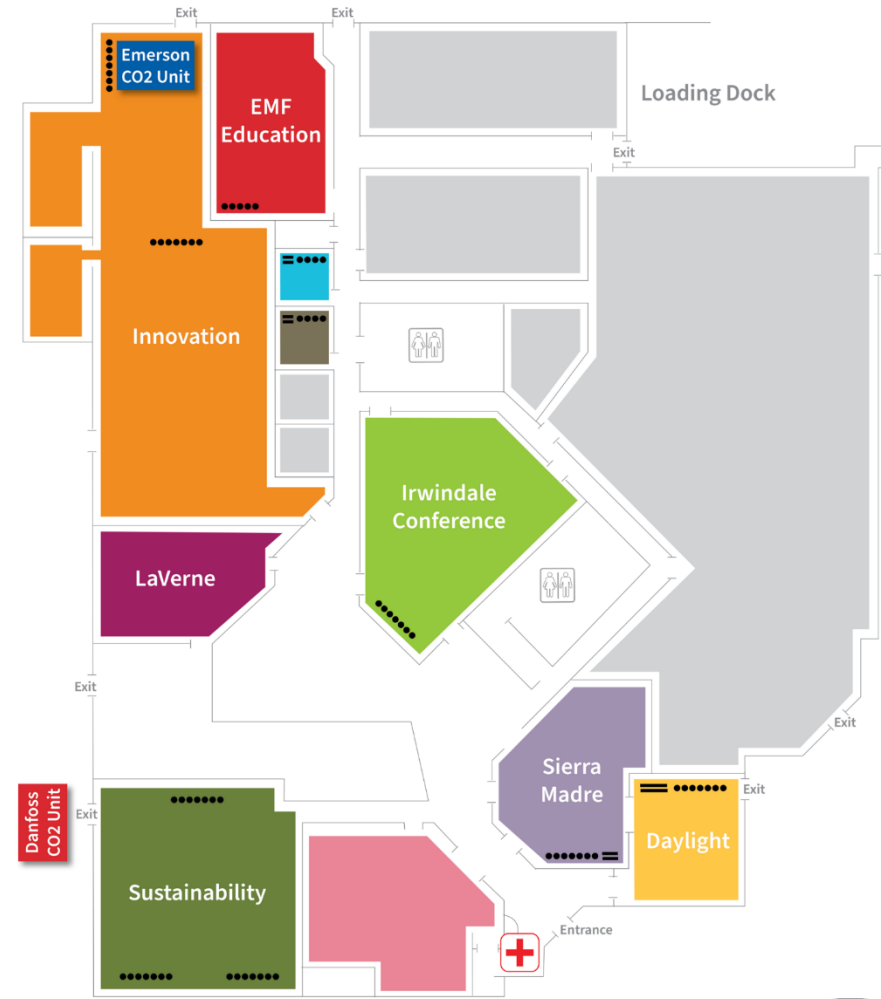 Exit
Exit
Emerson
CO2 Unit
EMF
Education
Loading Dock
Exit
Innovation
Irwindale
Conference
LaVerne
Exit
Exit
Sierra
Madre
Danfoss
CO2 Unit
Exit
Exit
Daylight
Sustainability
Entrance